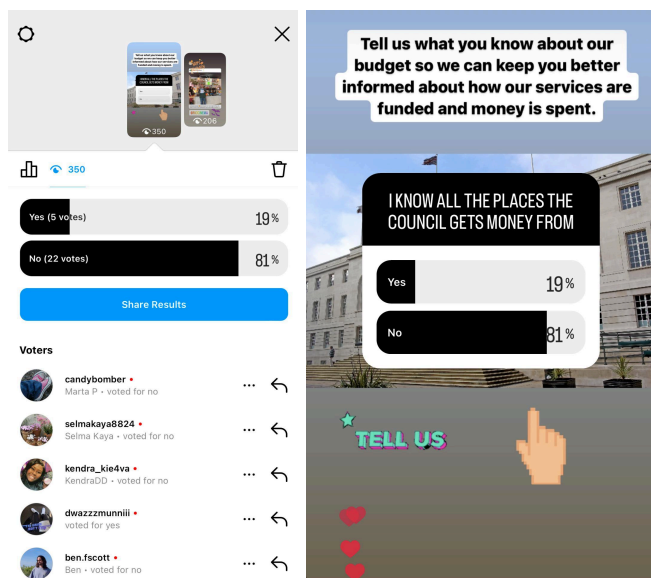 350
206
350
Yes (5 votes)
19%
No (22 votes)
81%
Share Results
Voters
candybomber
Marta P • voted for no
selmakaya8824
Selma Kaya • voted for no
kendra_kie4va
KendraDD • voted for no
dwazzzmunniii
voted for yes
ben.fscott
Ben • voted for no
Tell us what you know about our
budget so we can keep you better
informed about how our services are
funded and money is spent.
I KNOW ALL THE PLACES THE
COUNCIL GETS MONEY FROM
Yes
19%
No
81%
TELL US